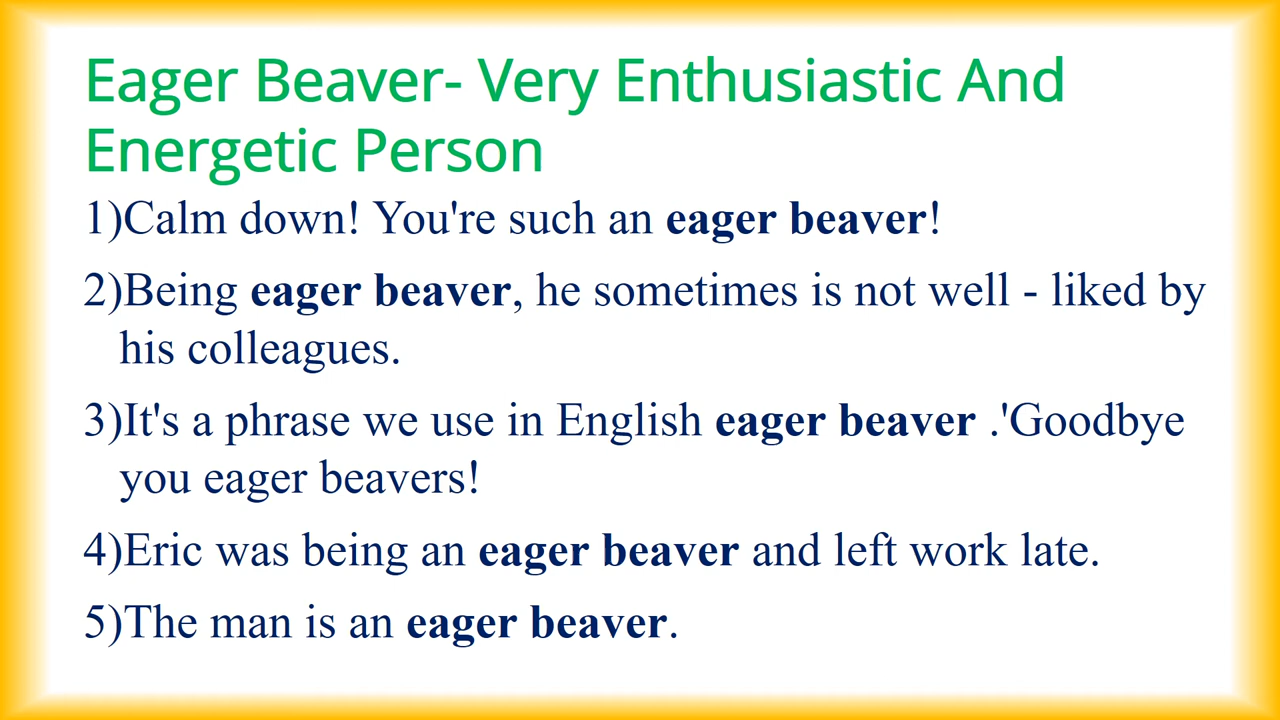 Eager Beaver- Very Enthusiastic And
Energetic Person
1)Calm down! You're such an eager beaver!
2)Being eager beaver, he sometimes is not well - liked by
his colleagues.
3)It's a phrase we use in English eager beaver .'Goodbye
you eager beavers!
4)Eric was being an eager beaver and left work late.
5)The man is an eager beaver.